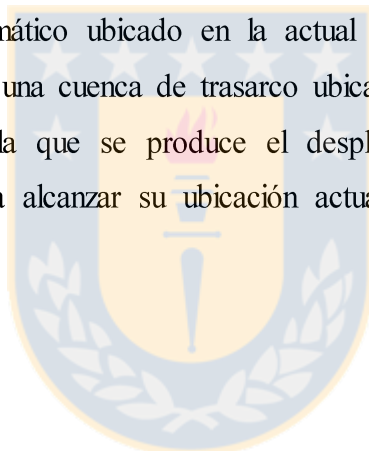 mático ubicado en la actual
una cuenca de trasarco ubica
la que se produce el despl
a alcanzar su ubicación actua